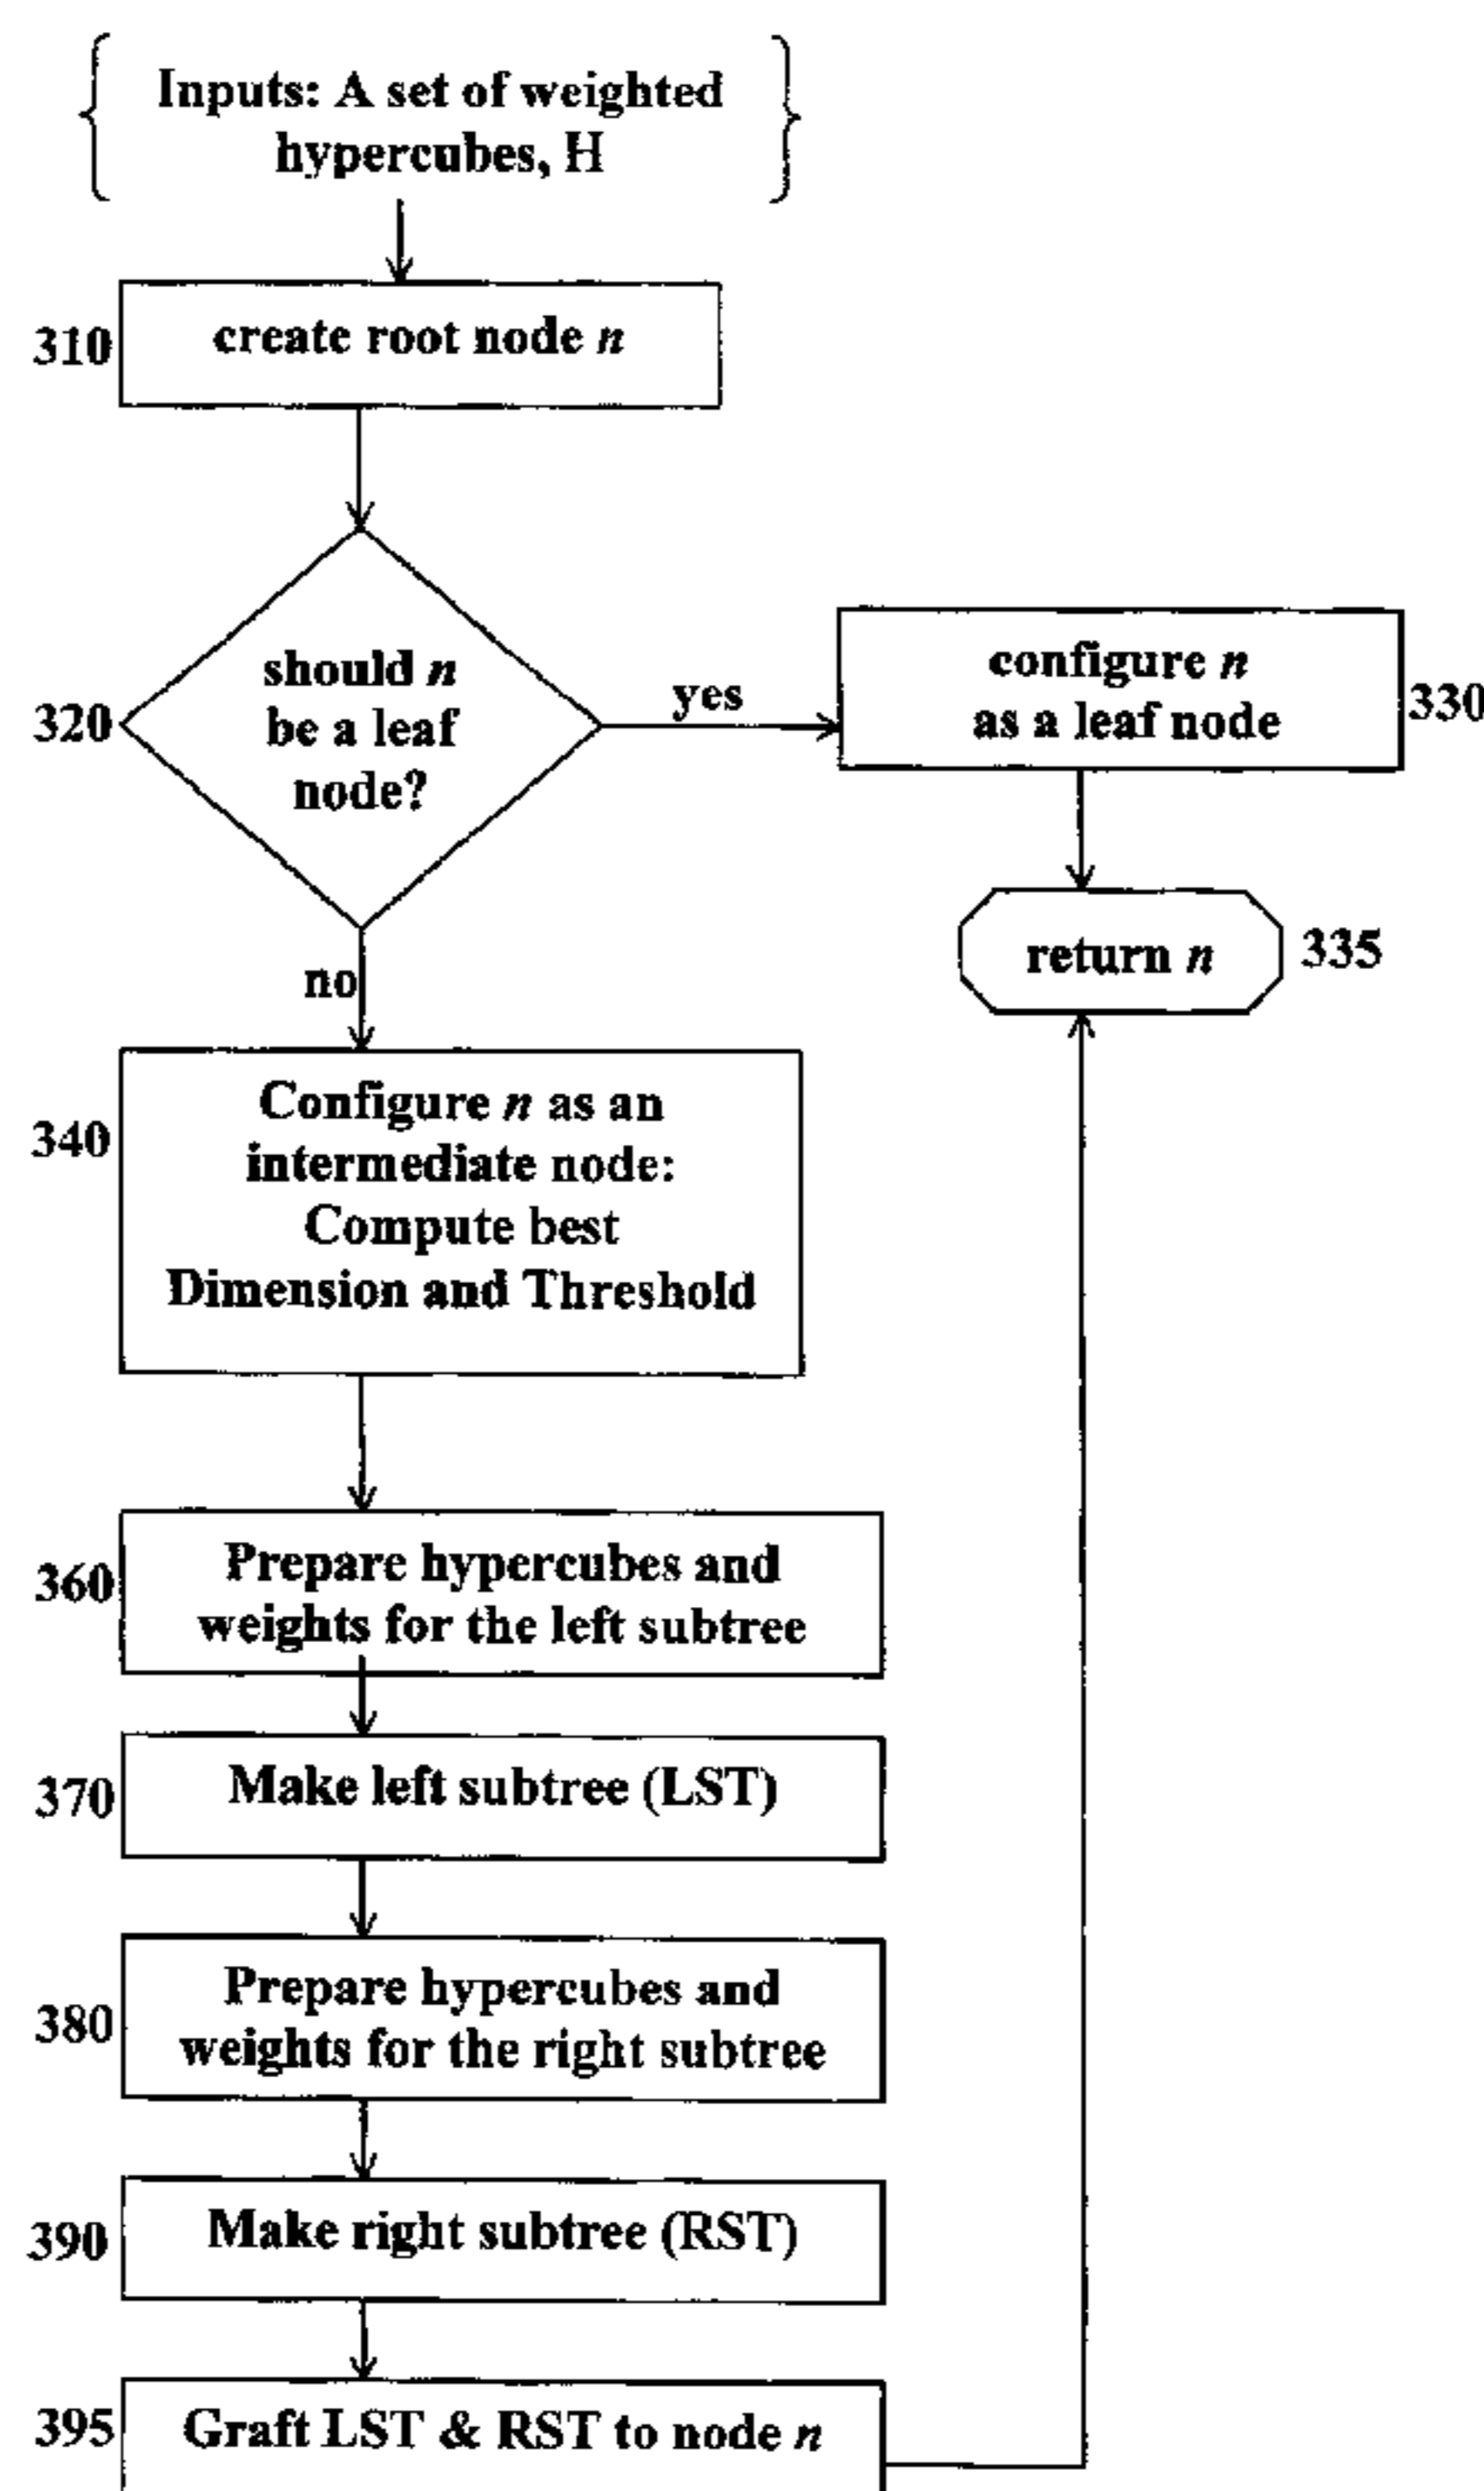 Inputs: A set of weighted
hypercubes, H
310
create root node n
320
should n
be a leaf
node?
yes
configure n
as a leaf node
330
return n
335
no
340
Configure n as an
intermediate node:
Compute best
Dimension and Threshold
360
Prepare hypercubes and
weights for the left subtree
370
Make left subtree (LST)
380
Prepare hypercubes and
weights for the right subtree
390
Make right subtree (RST)
395
Graft LST & RST to node n